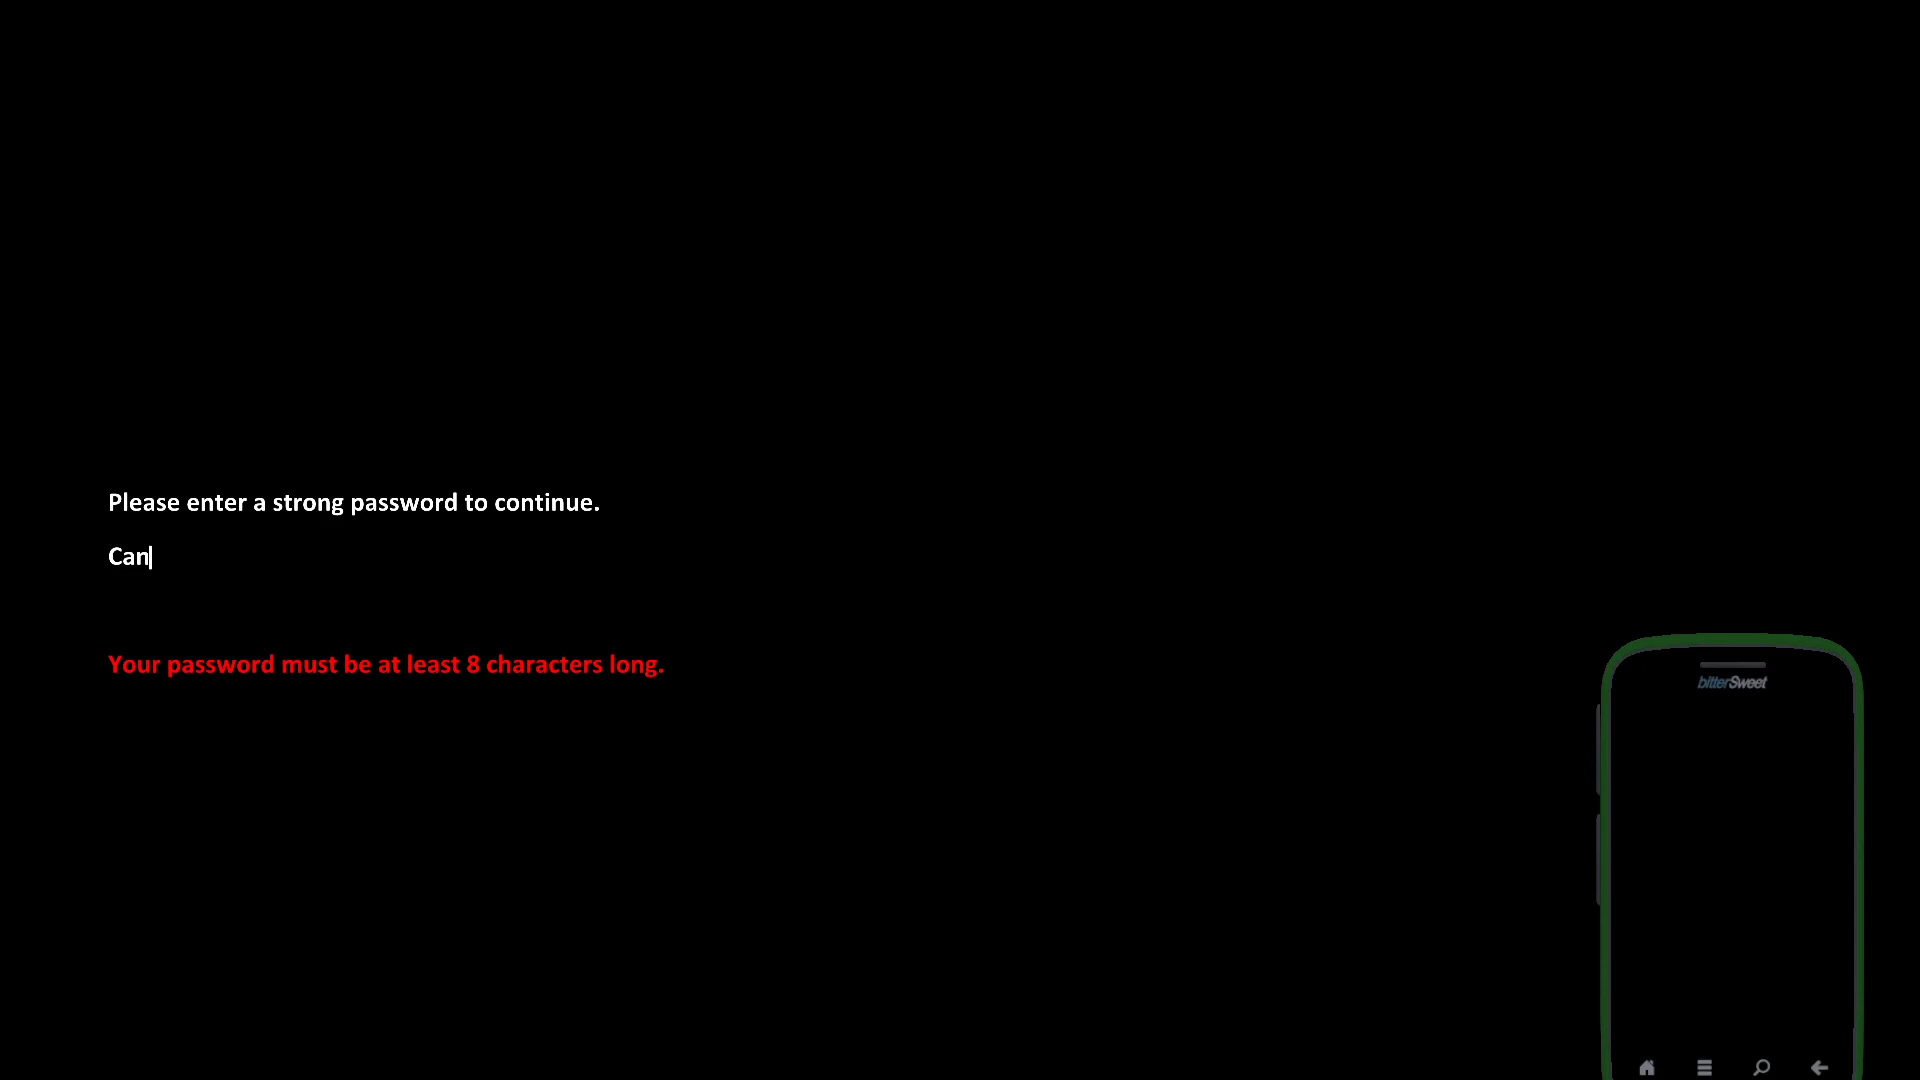 Please enter a strong password to continue.
Can
Your password must be at least 8 characters long.
bitterSweet